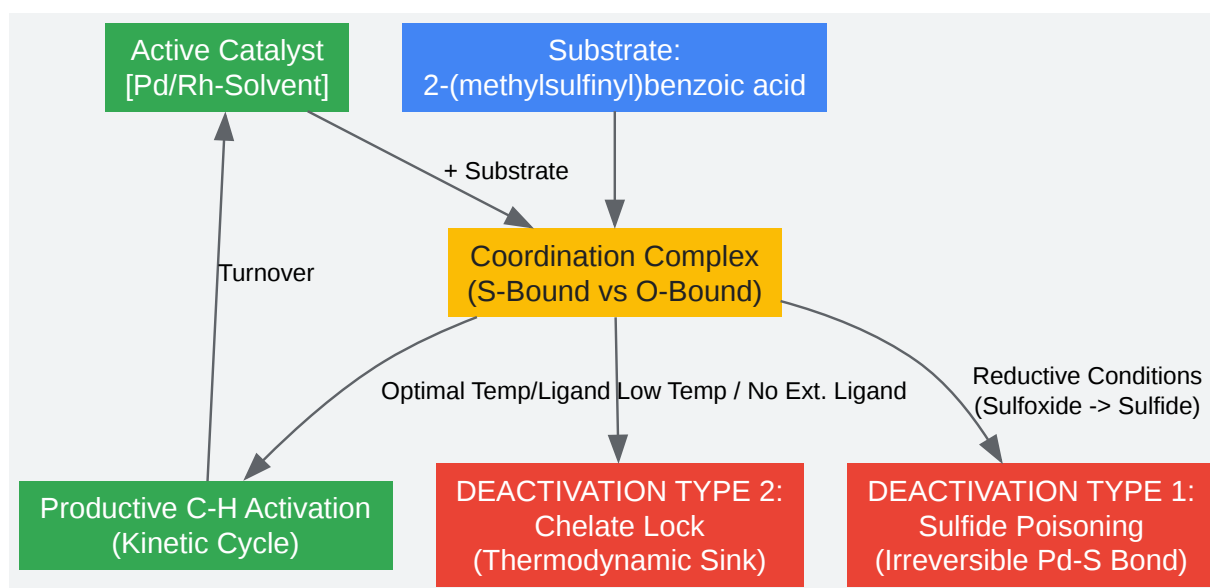 Active Catalyst
[Pd/Rh-Solvent]
Substrate:
2-(methylsulfinyl)benzoic acid
+ Substrate
Coordination Complex
(S-Bound vs O-Bound)
Turnover
Optimal Temp/Ligand
Low Temp / No Ext. Ligand
Reductive Conditions
(Sulfoxide -> Sulfide)
Productive C-H Activation
(Kinetic Cycle)
DEACTIVATION TYPE 2:
Chelate Lock
(Thermodynamic Sink)
DEACTIVATION TYPE 1:
Sulfide Poisoning
(Irreversible Pd-S Bond)